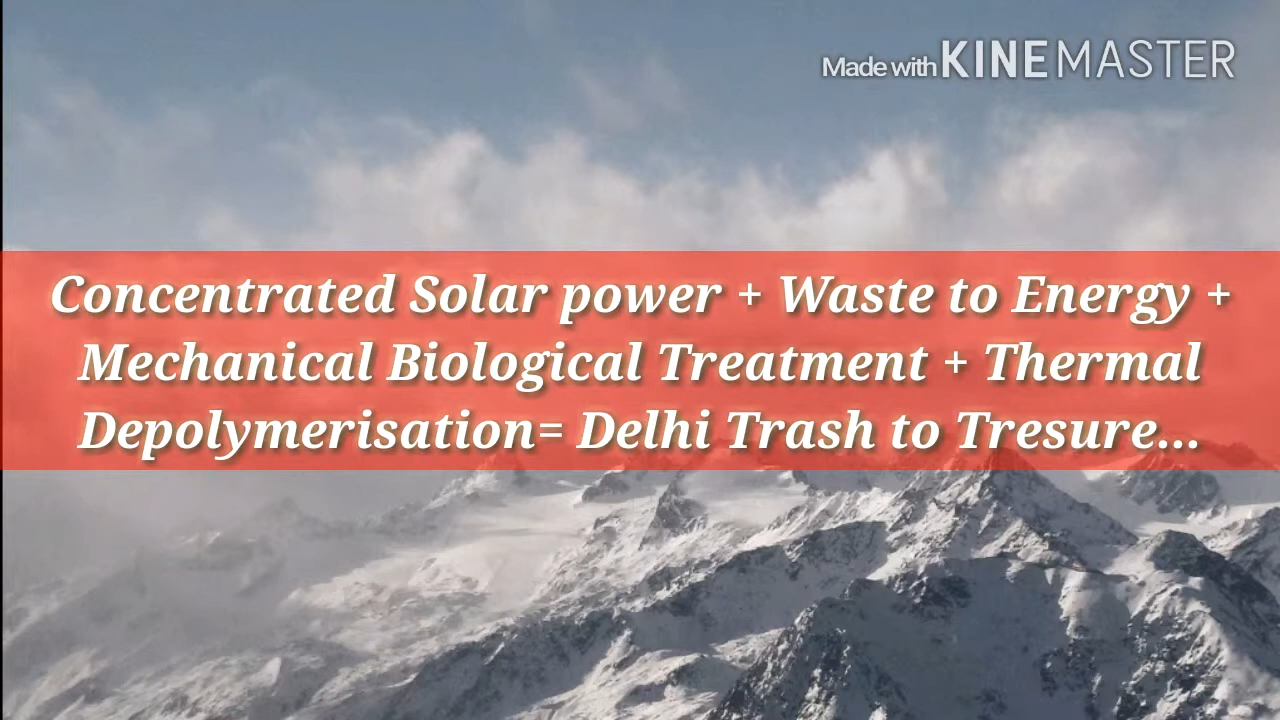 Made with KINEMASTER
Concentrated Solar power + Waste to Energy +
Mechanical Biological Treatment + Thermal
Depolymerisation= Delhi Trash to Tresure...